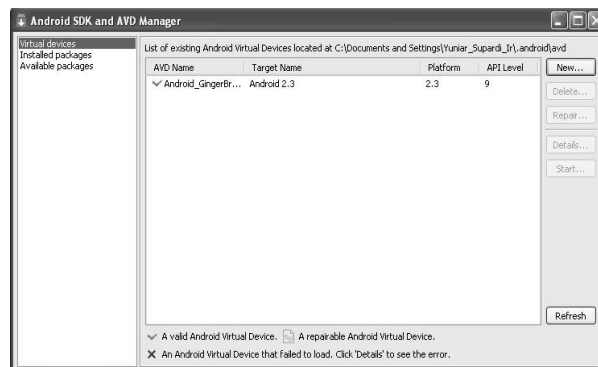 Android SDK and AVD Manager
Virtual devices
Installed packages
Available packages
List of existing Android Virtual Devices located at C:\Documents and Settings\Yuniar_Supardi_Ir\.android\avd
AVD Name Target Name Platform API Level
Android_GingerBr... Android 2.3 2.3 9
New...
Delete...
Repair...
Details...
Start...
Refresh
A valid Android Virtual Device. A repairable Android Virtual Device.
An Android Virtual Device that failed to load. Click 'Details' to see the error.